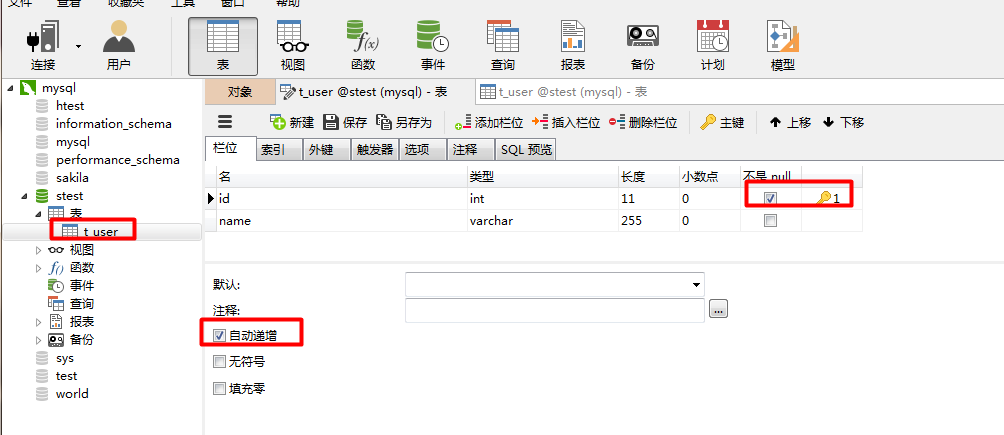 文件 查看 收藏夹 工具 窗口 帮助
连接 用户 表 视图 函数 事件 查询 报表 备份 计划 模型
f(x)
mysql
htest
information_schema
mysql
performance_schema
sakila
stest
表
t_user
视图
f() 函数
事件
查询
报表
备份
sys
test
world
对象 t_user @stest (mysql) - 表 t_user @stest (mysql) - 表
新建 保存 另存为 添加栏位 插入栏位 删除栏位 主键 上移 下移
栏位 索引 外键 触发器 选项 注释 SQL 预览
名 类型 长度 小数点 不是 null
id int 11 0 1
name varchar 255 0
默认:
注释: ...
自动递增
无符号
填充零